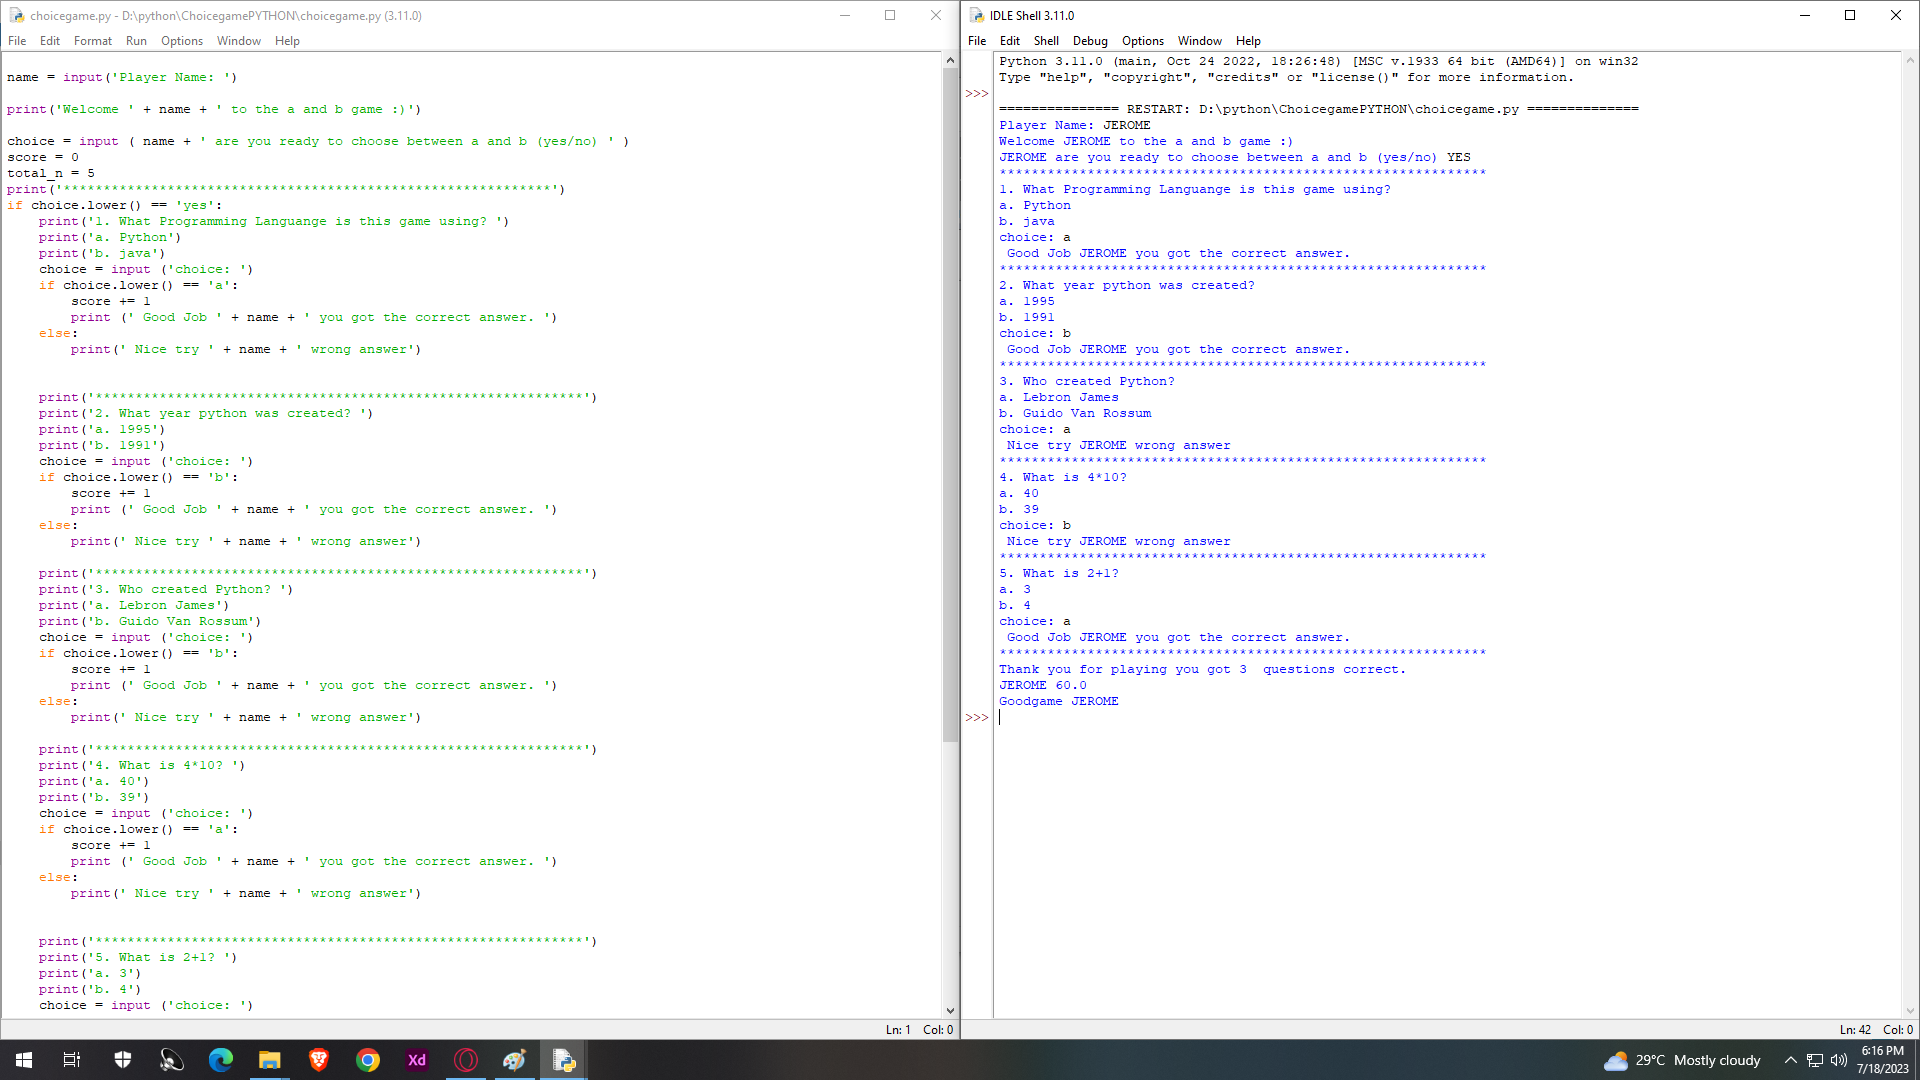 choicegame.py - D:\python\ChoicegamePYTHON\choicegame.py (3.11.0)
File Edit Format Run Options Window Help
name = input('Player Name: ')
print('Welcome ' + name + ' to the a and b game :)')
choice = input ( name + ' are you ready to choose between a and b (yes/no) ' )
score = 0
total_n = 5
print('*************************************************************')
if choice.lower() == 'yes':
    print('1. What Programming Languange is this game using? ')
    print('a. Python')
    print('b. java')
    choice = input ('choice: ')
    if choice.lower() == 'a':
        score += 1
        print (' Good Job ' + name + ' you got the correct answer. ')
    else:
        print(' Nice try ' + name + ' wrong answer')
    print('*************************************************************')
    print('2. What year python was created? ')
    print('a. 1995')
    print('b. 1991')
    choice = input ('choice: ')
    if choice.lower() == 'b':
        score += 1
        print (' Good Job ' + name + ' you got the correct answer. ')
    else:
        print(' Nice try ' + name + ' wrong answer')
    print('*************************************************************')
    print('3. Who created Python? ')
    print('a. Lebron James')
    print('b. Guido Van Rossum')
    choice = input ('choice: ')
    if choice.lower() == 'b':
        score += 1
        print (' Good Job ' + name + ' you got the correct answer. ')
    else:
        print(' Nice try ' + name + ' wrong answer')
    print('*************************************************************')
    print('4. What is 4*10? ')
    print('a. 40')
    print('b. 39')
    choice = input ('choice: ')
    if choice.lower() == 'a':
        score += 1
        print (' Good Job ' + name + ' you got the correct answer. ')
    else:
        print(' Nice try ' + name + ' wrong answer')
    print('*************************************************************')
    print('5. What is 2+1? ')
    print('a. 3')
    print('b. 4')
    choice = input ('choice: ')
Ln: 1 Col: 0
IDLE Shell 3.11.0
File Edit Shell Debug Options Window Help
Python 3.11.0 (main, Oct 24 2022, 18:26:48) [MSC v.1933 64 bit (AMD64)] on win32
Type "help", "copyright", "credits" or "license()" for more information.
>>>
=============== RESTART: D:\python\ChoicegamePYTHON\choicegame.py ==============
Player Name: JEROME
Welcome JEROME to the a and b game :)
JEROME are you ready to choose between a and b (yes/no) YES
*************************************************************
1. What Programming Languange is this game using?
a. Python
b. java
choice: a
 Good Job JEROME you got the correct answer.
*************************************************************
2. What year python was created?
a. 1995
b. 1991
choice: b
 Good Job JEROME you got the correct answer.
*************************************************************
3. Who created Python?
a. Lebron James
b. Guido Van Rossum
choice: a
 Nice try JEROME wrong answer
*************************************************************
4. What is 4*10?
a. 40
b. 39
choice: b
 Nice try JEROME wrong answer
*************************************************************
5. What is 2+1?
a. 3
b. 4
choice: a
 Good Job JEROME you got the correct answer.
*************************************************************
Thank you for playing you got 3  questions correct.
JEROME 60.0
Goodgame JEROME
>>>
Ln: 42 Col: 0
Xd
29°C Mostly cloudy
6:16 PM
7/18/2023